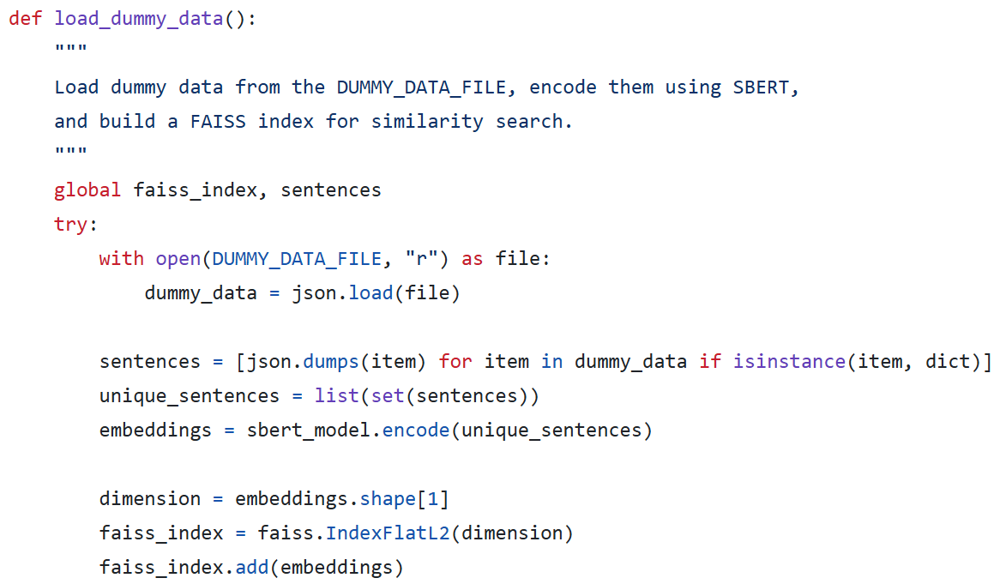 def load_dummy_data():
    """
    Load dummy data from the DUMMY_DATA_FILE, encode them using SBERT,
    and build a FAISS index for similarity search.
    """
    global faiss_index, sentences
    try:
        with open(DUMMY_DATA_FILE, "r") as file:
            dummy_data = json.load(file)

        sentences = [json.dumps(item) for item in dummy_data if isinstance(item, dict)]
        unique_sentences = list(set(sentences))
        embeddings = sbert_model.encode(unique_sentences)

        dimension = embeddings.shape[1]
        faiss_index = faiss.IndexFlatL2(dimension)
        faiss_index.add(embeddings)